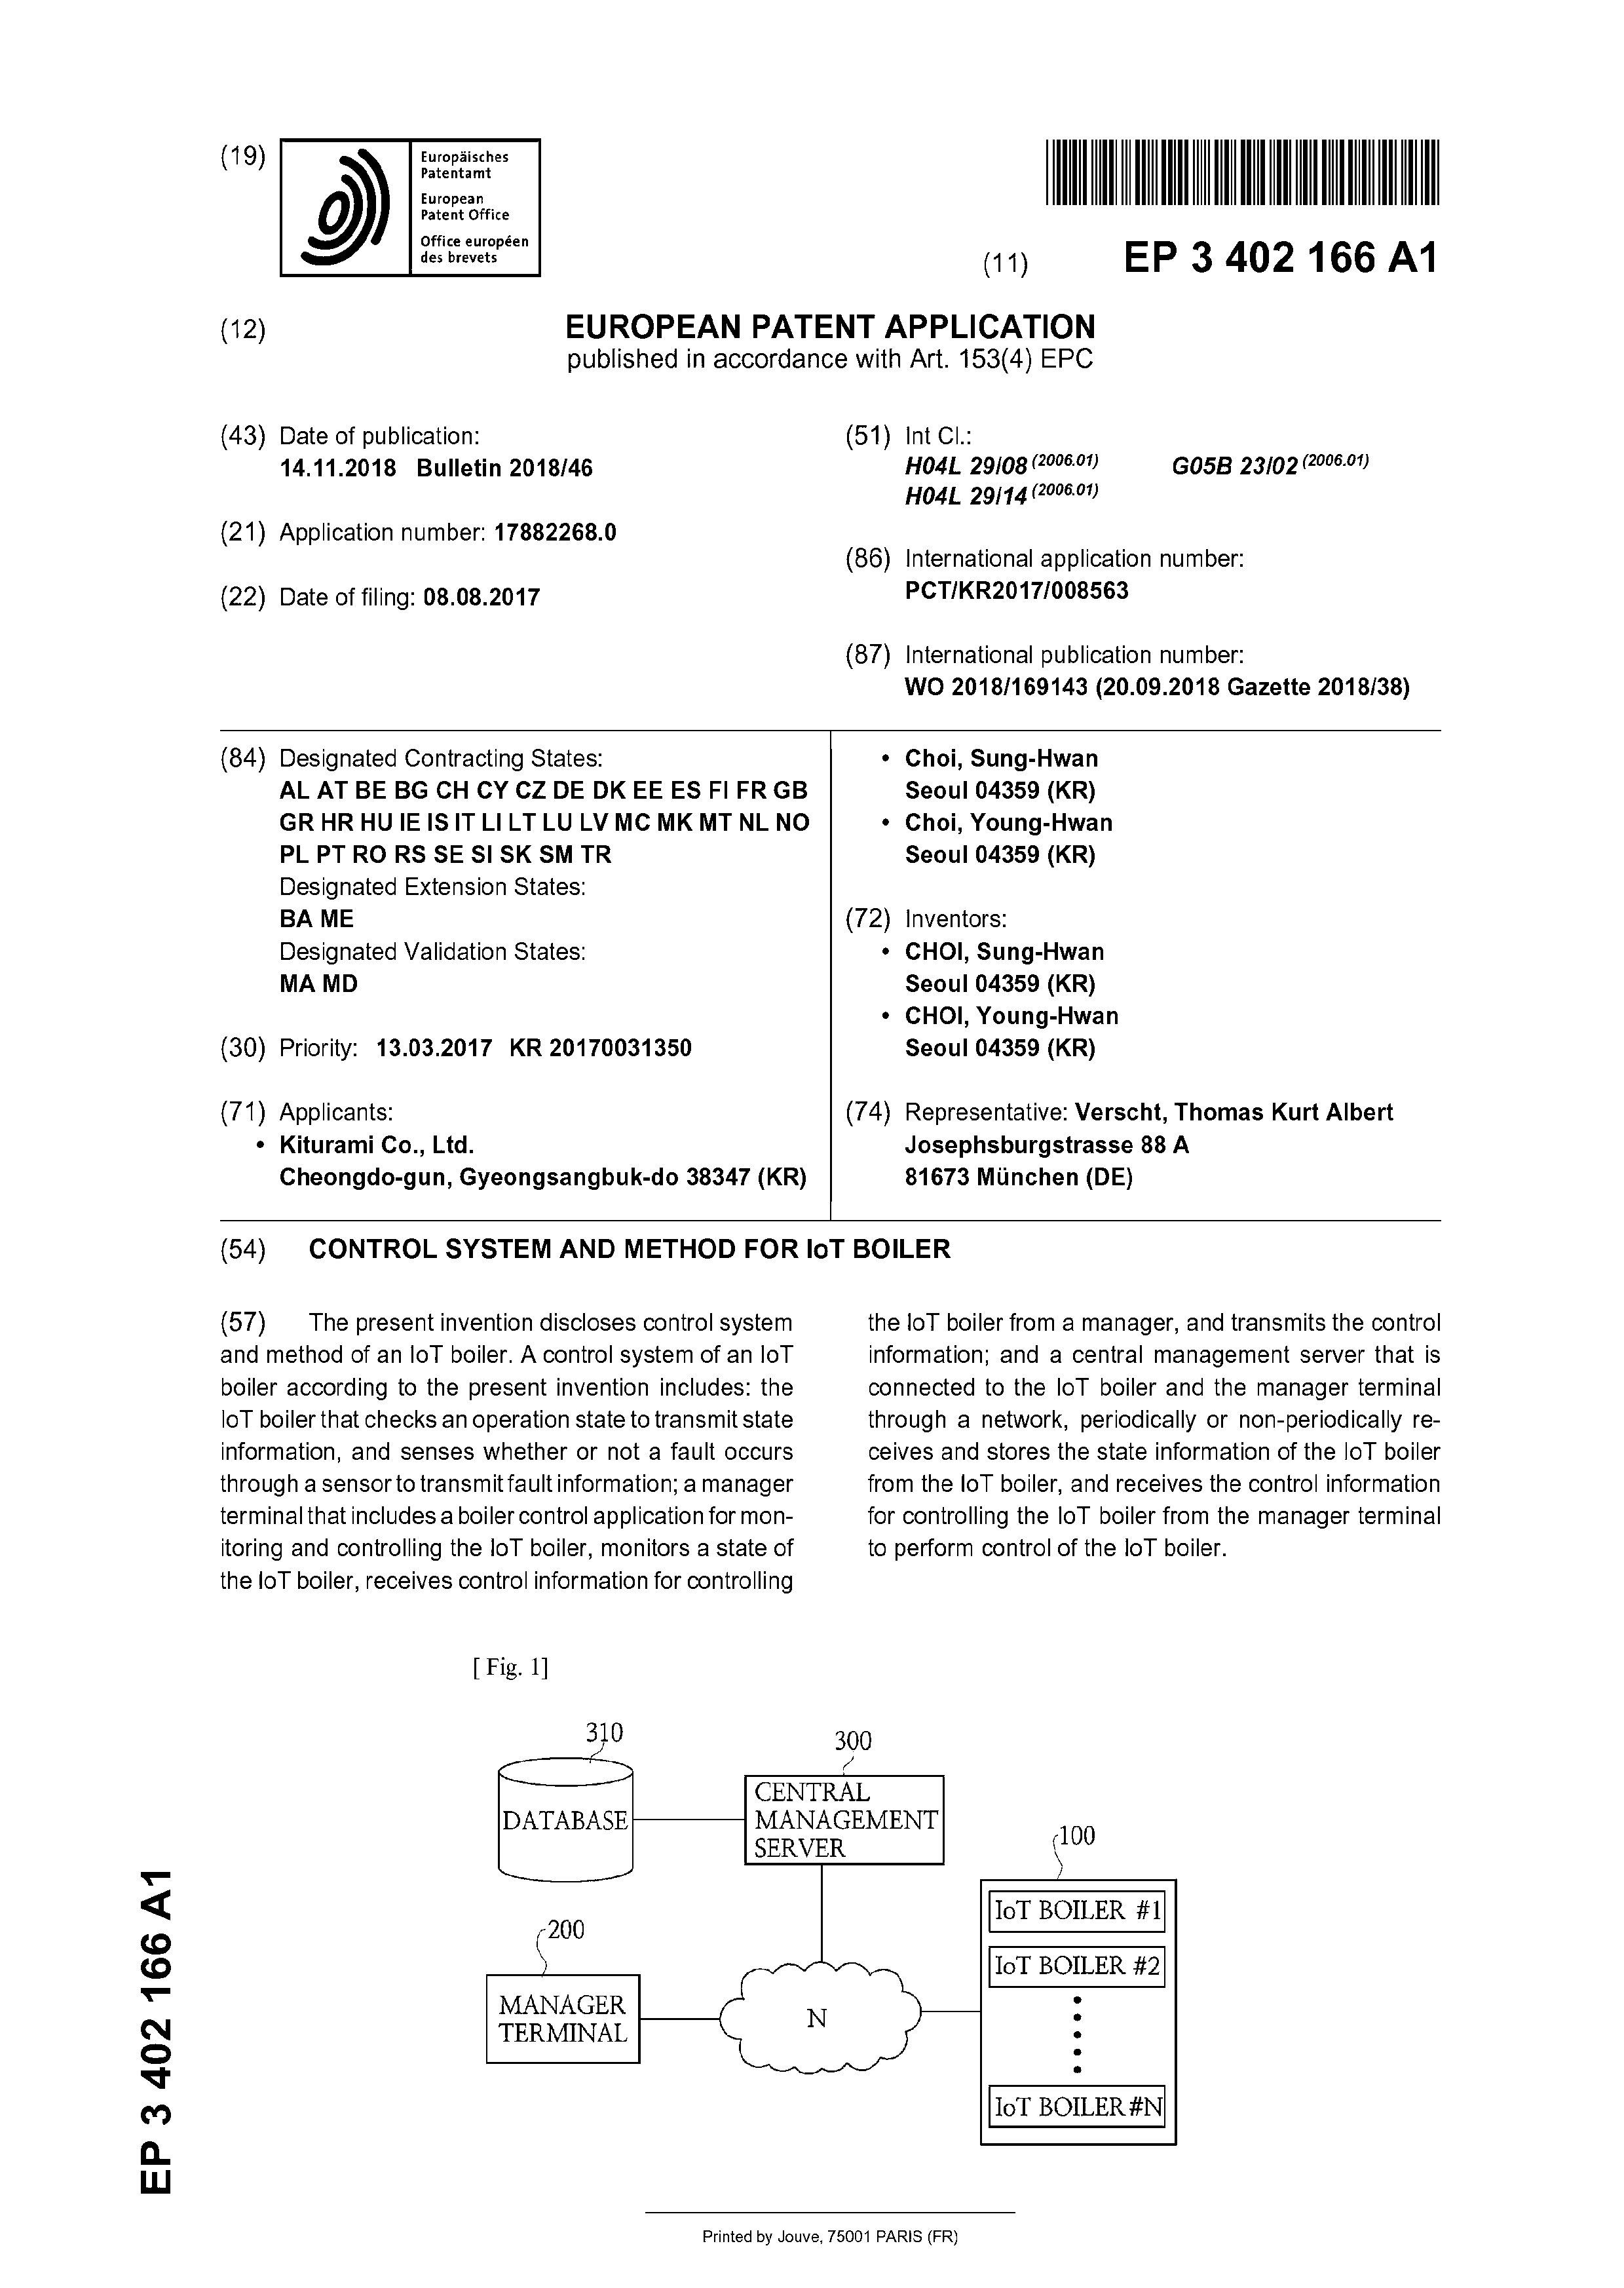 (19)
Europäisches
Patentamt
European
Patent Office
Office européen
des brevets
(11) EP 3 402 166 A1
(12) EUROPEAN PATENT APPLICATION
published in accordance with Art. 153(4) EPC
(43) Date of publication:
14.11.2018 Bulletin 2018/46
(21) Application number: 17882268.0
(22) Date of filing: 08.08.2017
(51) Int Cl.:
H04L 29/08 (2006.01) G05B 23/02 (2006.01)
H04L 29/14 (2006.01)
(86) International application number:
PCT/KR2017/008563
(87) International publication number:
WO 2018/169143 (20.09.2018 Gazette 2018/38)
(84) Designated Contracting States:
AL AT BE BG CH CY CZ DE DK EE ES FI FR GB
GR HR HU IE IS IT LI LT LU LV MC MK MT NL NO
PL PT RO RS SE SI SK SM TR
Designated Extension States:
BA ME
Designated Validation States:
MA MD
(30) Priority: 13.03.2017 KR 20170031350
(71) Applicants:
• Kiturami Co., Ltd.
Cheongdo-gun, Gyeongsangbuk-do 38347 (KR)
• Choi, Sung-Hwan
Seoul 04359 (KR)
• Choi, Young-Hwan
Seoul 04359 (KR)
(72) Inventors:
• CHOI, Sung-Hwan
Seoul 04359 (KR)
• CHOI, Young-Hwan
Seoul 04359 (KR)
(74) Representative: Verscht, Thomas Kurt Albert
Josephsburgstrasse 88 A
81673 München (DE)
(54) CONTROL SYSTEM AND METHOD FOR IoT BOILER
(57) The present invention discloses control system
and method of an IoT boiler. A control system of an IoT
boiler according to the present invention includes: the
IoT boiler that checks an operation state to transmit state
information, and senses whether or not a fault occurs
through a sensor to transmit fault information; a manager
terminal that includes a boiler control application for mon-
itoring and controlling the IoT boiler, monitors a state of
the IoT boiler, receives control information for controlling
the IoT boiler from a manager, and transmits the control
information; and a central management server that is
connected to the IoT boiler and the manager terminal
through a network, periodically or non-periodically re-
ceives and stores the state information of the IoT boiler
from the IoT boiler, and receives the control information
for controlling the IoT boiler from the manager terminal
to perform control of the IoT boiler.
[ Fig. 1]
310
DATABASE
300
CENTRAL
MANAGEMENT
SERVER
100
IoT BOILER #1
IoT BOILER #2
IoT BOILER#N
200
MANAGER
TERMINAL
N
EP 3 402 166 A1
Printed by Jouve, 75001 PARIS (FR)